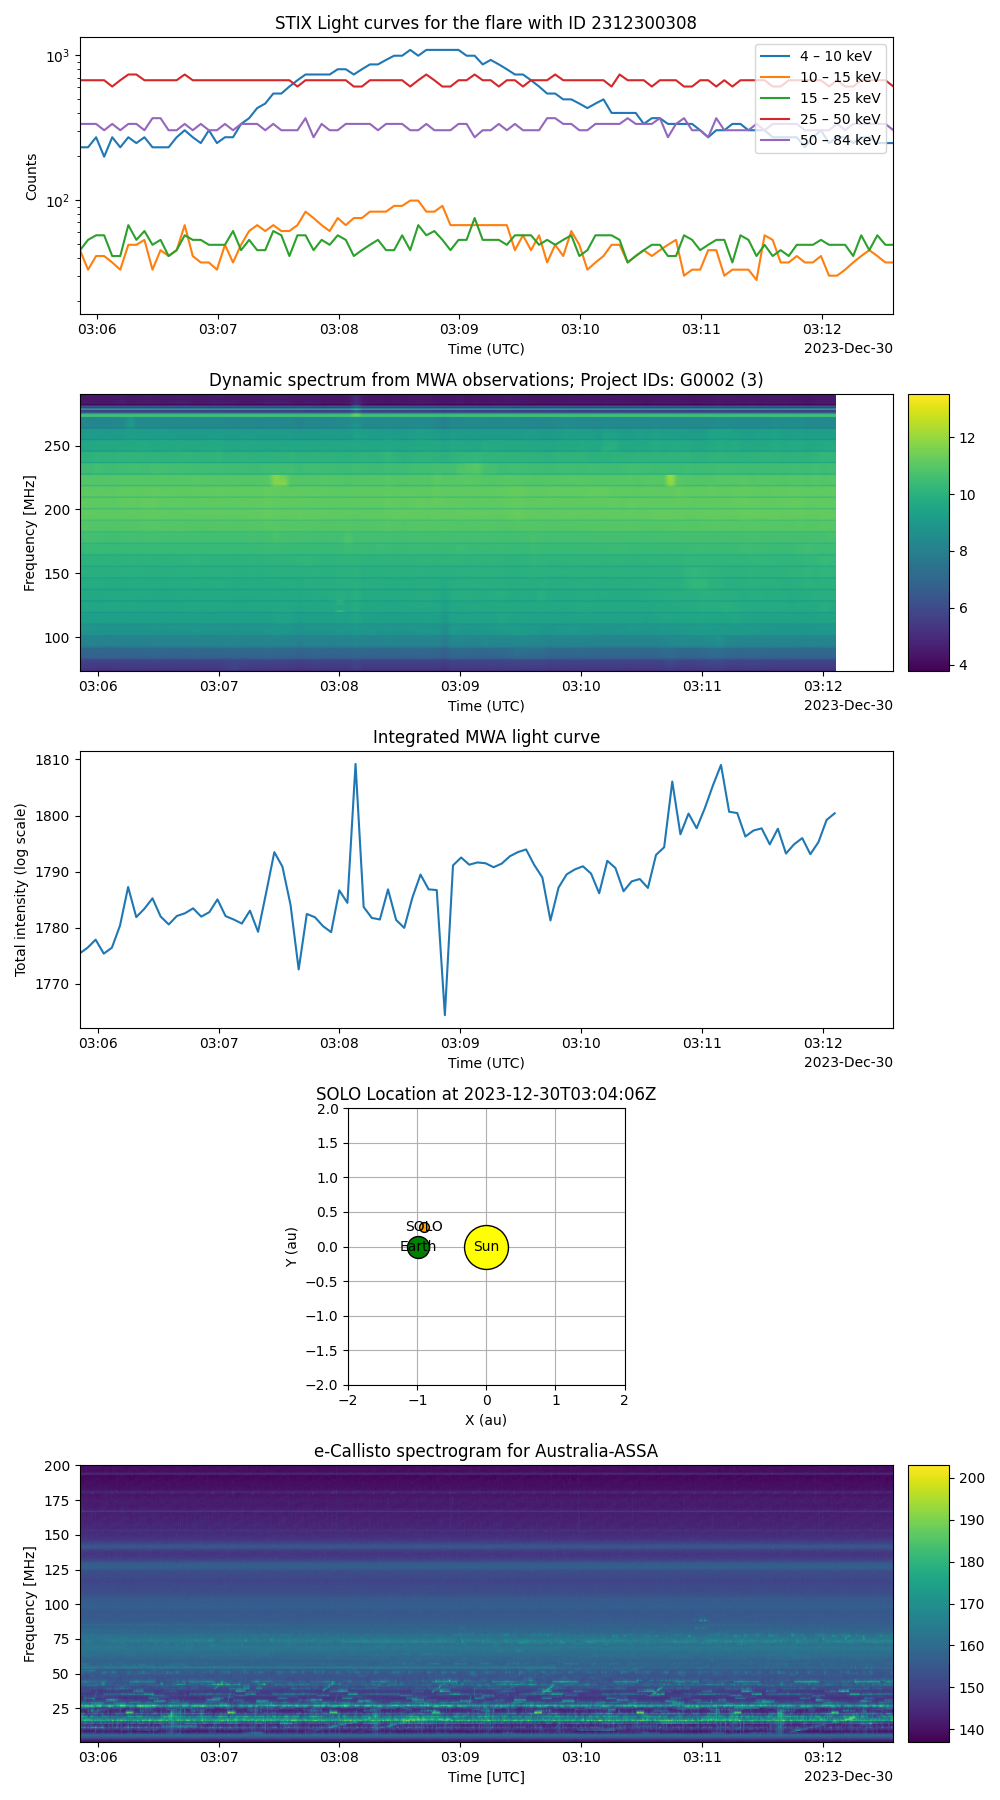 STIX Light curves for the flare with ID 2312300308
10³
10²
Counts
4 – 10 keV
10 – 15 keV
15 – 25 keV
25 – 50 keV
50 – 84 keV
03:06 03:07 03:08 03:09 03:10 03:11 03:12
Time (UTC)
2023-Dec-30
Dynamic spectrum from MWA observations; Project IDs: G0002 (3)
250
200
150
100
Frequency [MHz]
12
10
8
6
4
03:06 03:07 03:08 03:09 03:10 03:11 03:12
Time (UTC)
2023-Dec-30
Integrated MWA light curve
1810
1800
1790
1780
1770
Total intensity (log scale)
03:06 03:07 03:08 03:09 03:10 03:11 03:12
Time (UTC)
2023-Dec-30
SOLO Location at 2023-12-30T03:04:06Z
2.0
1.5
1.0
0.5
0.0
−0.5
−1.0
−1.5
−2.0
Y (au)
SOLO
Earth
Sun
−2 −1 0 1 2
X (au)
e-Callisto spectrogram for Australia-ASSA
200
175
150
125
100
75
50
25
Frequency [MHz]
200
190
180
170
160
150
140
03:06 03:07 03:08 03:09 03:10 03:11 03:12
Time [UTC]
2023-Dec-30